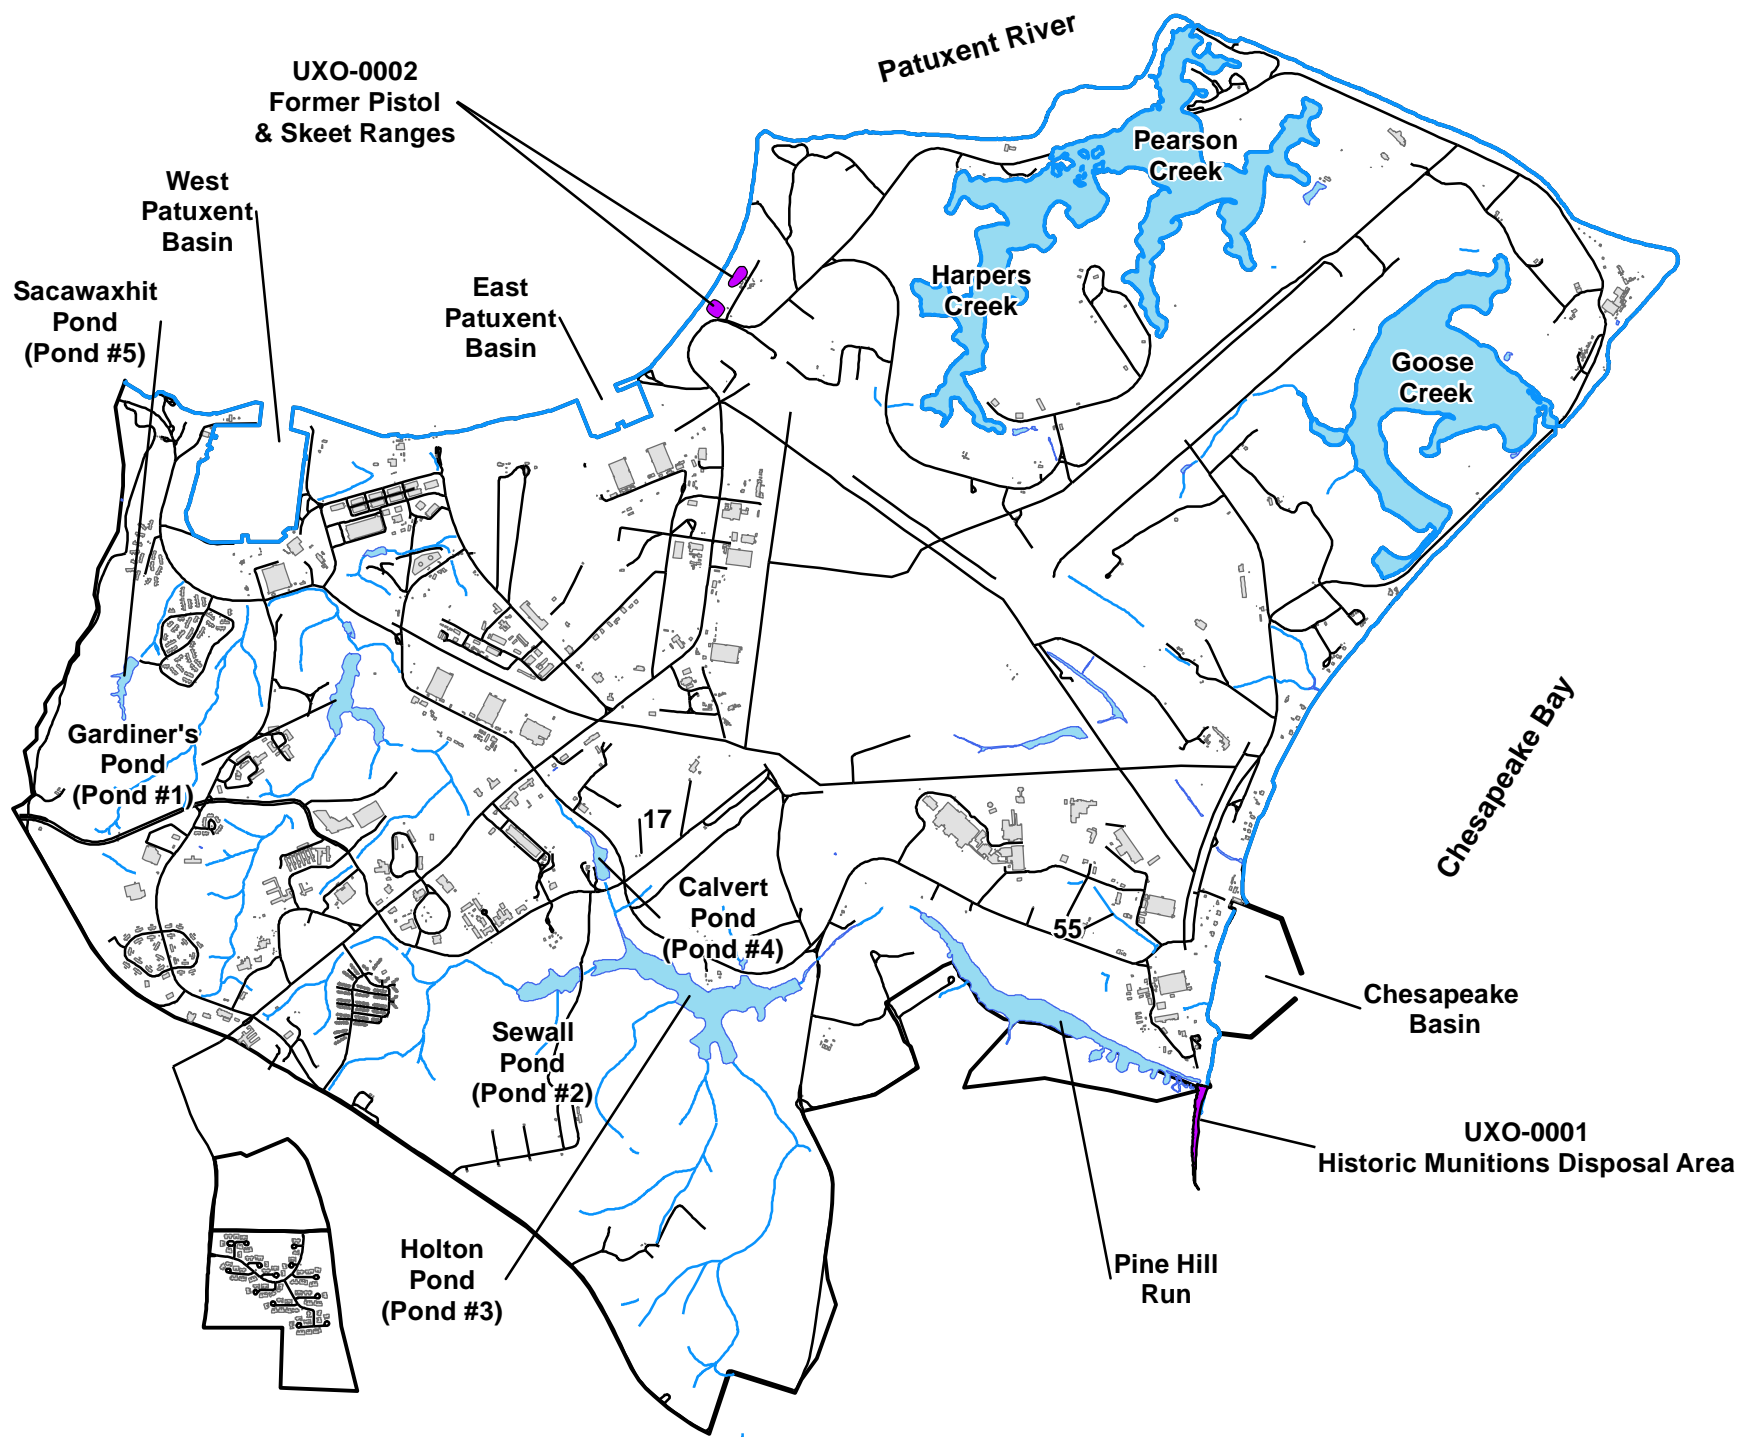 Patuxent River
UXO-0002
Former Pistol
& Skeet Ranges
West
Patuxent
Basin
Pearson
Creek
Sacawaxhit
Pond
(Pond #5)
East
Patuxent
Basin
Harpers
Creek
Goose
Creek
Gardiner's
Pond
(Pond #1)
Chesapeake Bay
17
Calvert
Pond
(Pond #4)
55
Chesapeake
Basin
Sewall
Pond
(Pond #2)
UXO-0001
Historic Munitions Disposal Area
Holton
Pond
(Pond #3)
Pine Hill
Run